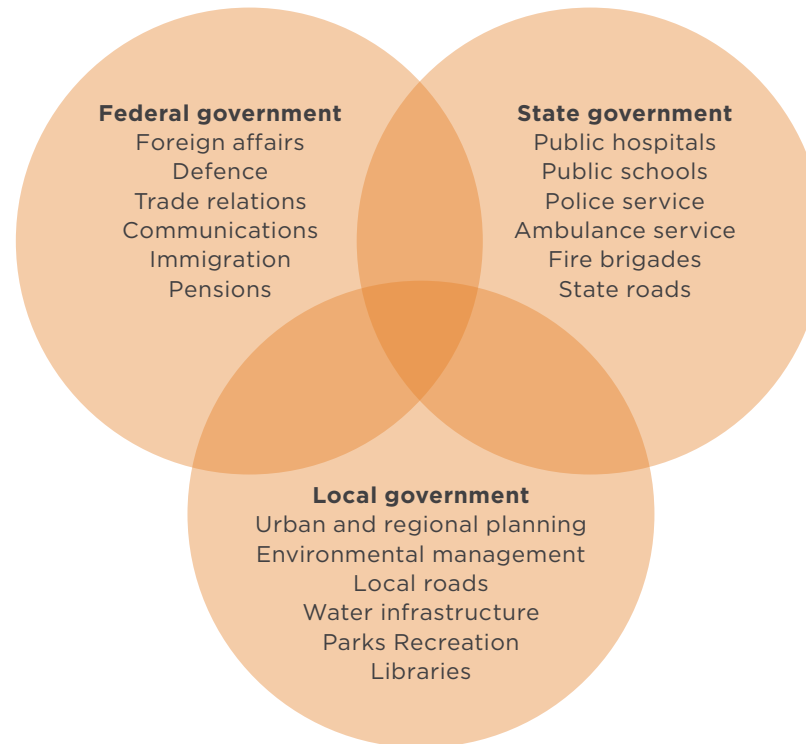 Federal government
Foreign affairs
Defence
Trade relations
Communications
Immigration
Pensions
State government
Public hospitals
Public schools
Police service
Ambulance service
Fire brigades
State roads
Local government
Urban and regional planning
Environmental management
Local roads
Water infrastructure
Parks Recreation
Libraries